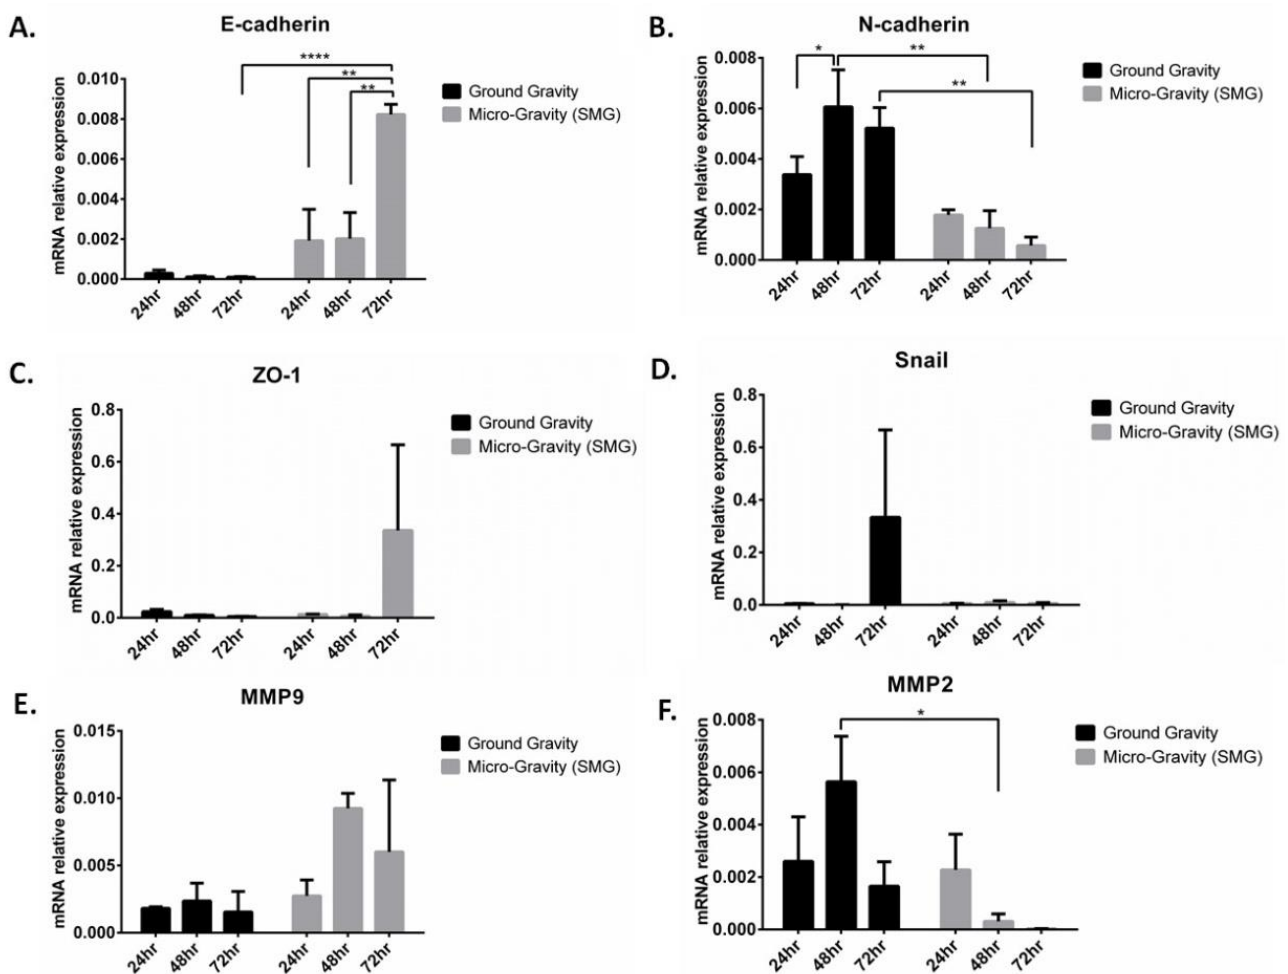 A.
E-cadherin
****
**
**
mRNA relative expression
0.010
0.008
0.006
0.004
0.002
0.000
24hr
48hr
72hr
24hr
48hr
72hr
Ground Gravity
Micro-Gravity (SMG)
B.
N-cadherin
*
**
**
mRNA relative expression
0.008
0.006
0.004
0.002
0.000
24hr
48hr
72hr
24hr
48hr
72hr
Ground Gravity
Micro-Gravity (SMG)
C.
ZO-1
mRNA relative expression
0.8
0.6
0.4
0.2
0.0
24hr
48hr
72hr
24hr
48hr
72hr
Ground Gravity
Micro-Gravity (SMG)
D.
Snail
mRNA relative expression
0.8
0.6
0.4
0.2
0.0
24hr
48hr
72hr
24hr
48hr
72hr
Ground Gravity
Micro-Gravity (SMG)
E.
MMP9
mRNA relative expression
0.015
0.010
0.005
0.000
24hr
48hr
72hr
24hr
48hr
72hr
Ground Gravity
Micro-Gravity (SMG)
F.
MMP2
*
mRNA relative expression
0.008
0.006
0.004
0.002
0.000
24hr
48hr
72hr
24hr
48hr
72hr
Ground Gravity
Micro-Gravity (SMG)